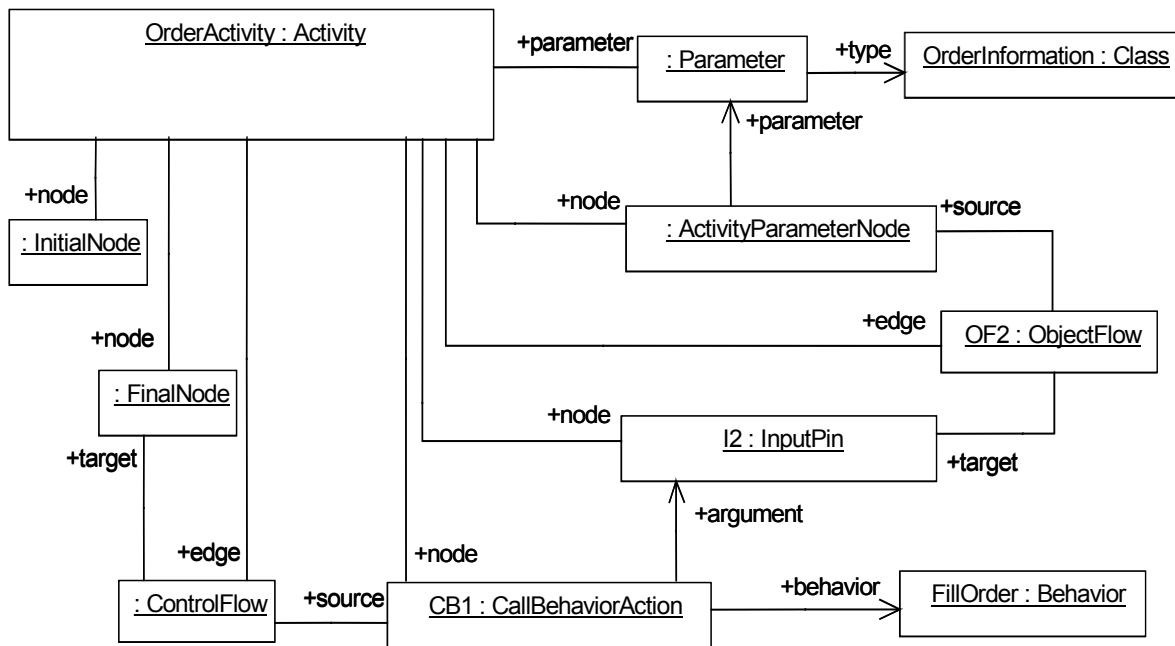 OrderActivity : Activity
+parameter
: Parameter
+type
OrderInformation : Class
+parameter
+node
: InitialNode
+node
: ActivityParameterNode
+source
+node
: FinalNode
+edge
OF2 : ObjectFlow
+node
I2 : InputPin
+target
+target
+argument
+edge
+node
: ControlFlow
+source
CB1 : CallBehaviorAction
+behavior
FillOrder : Behavior